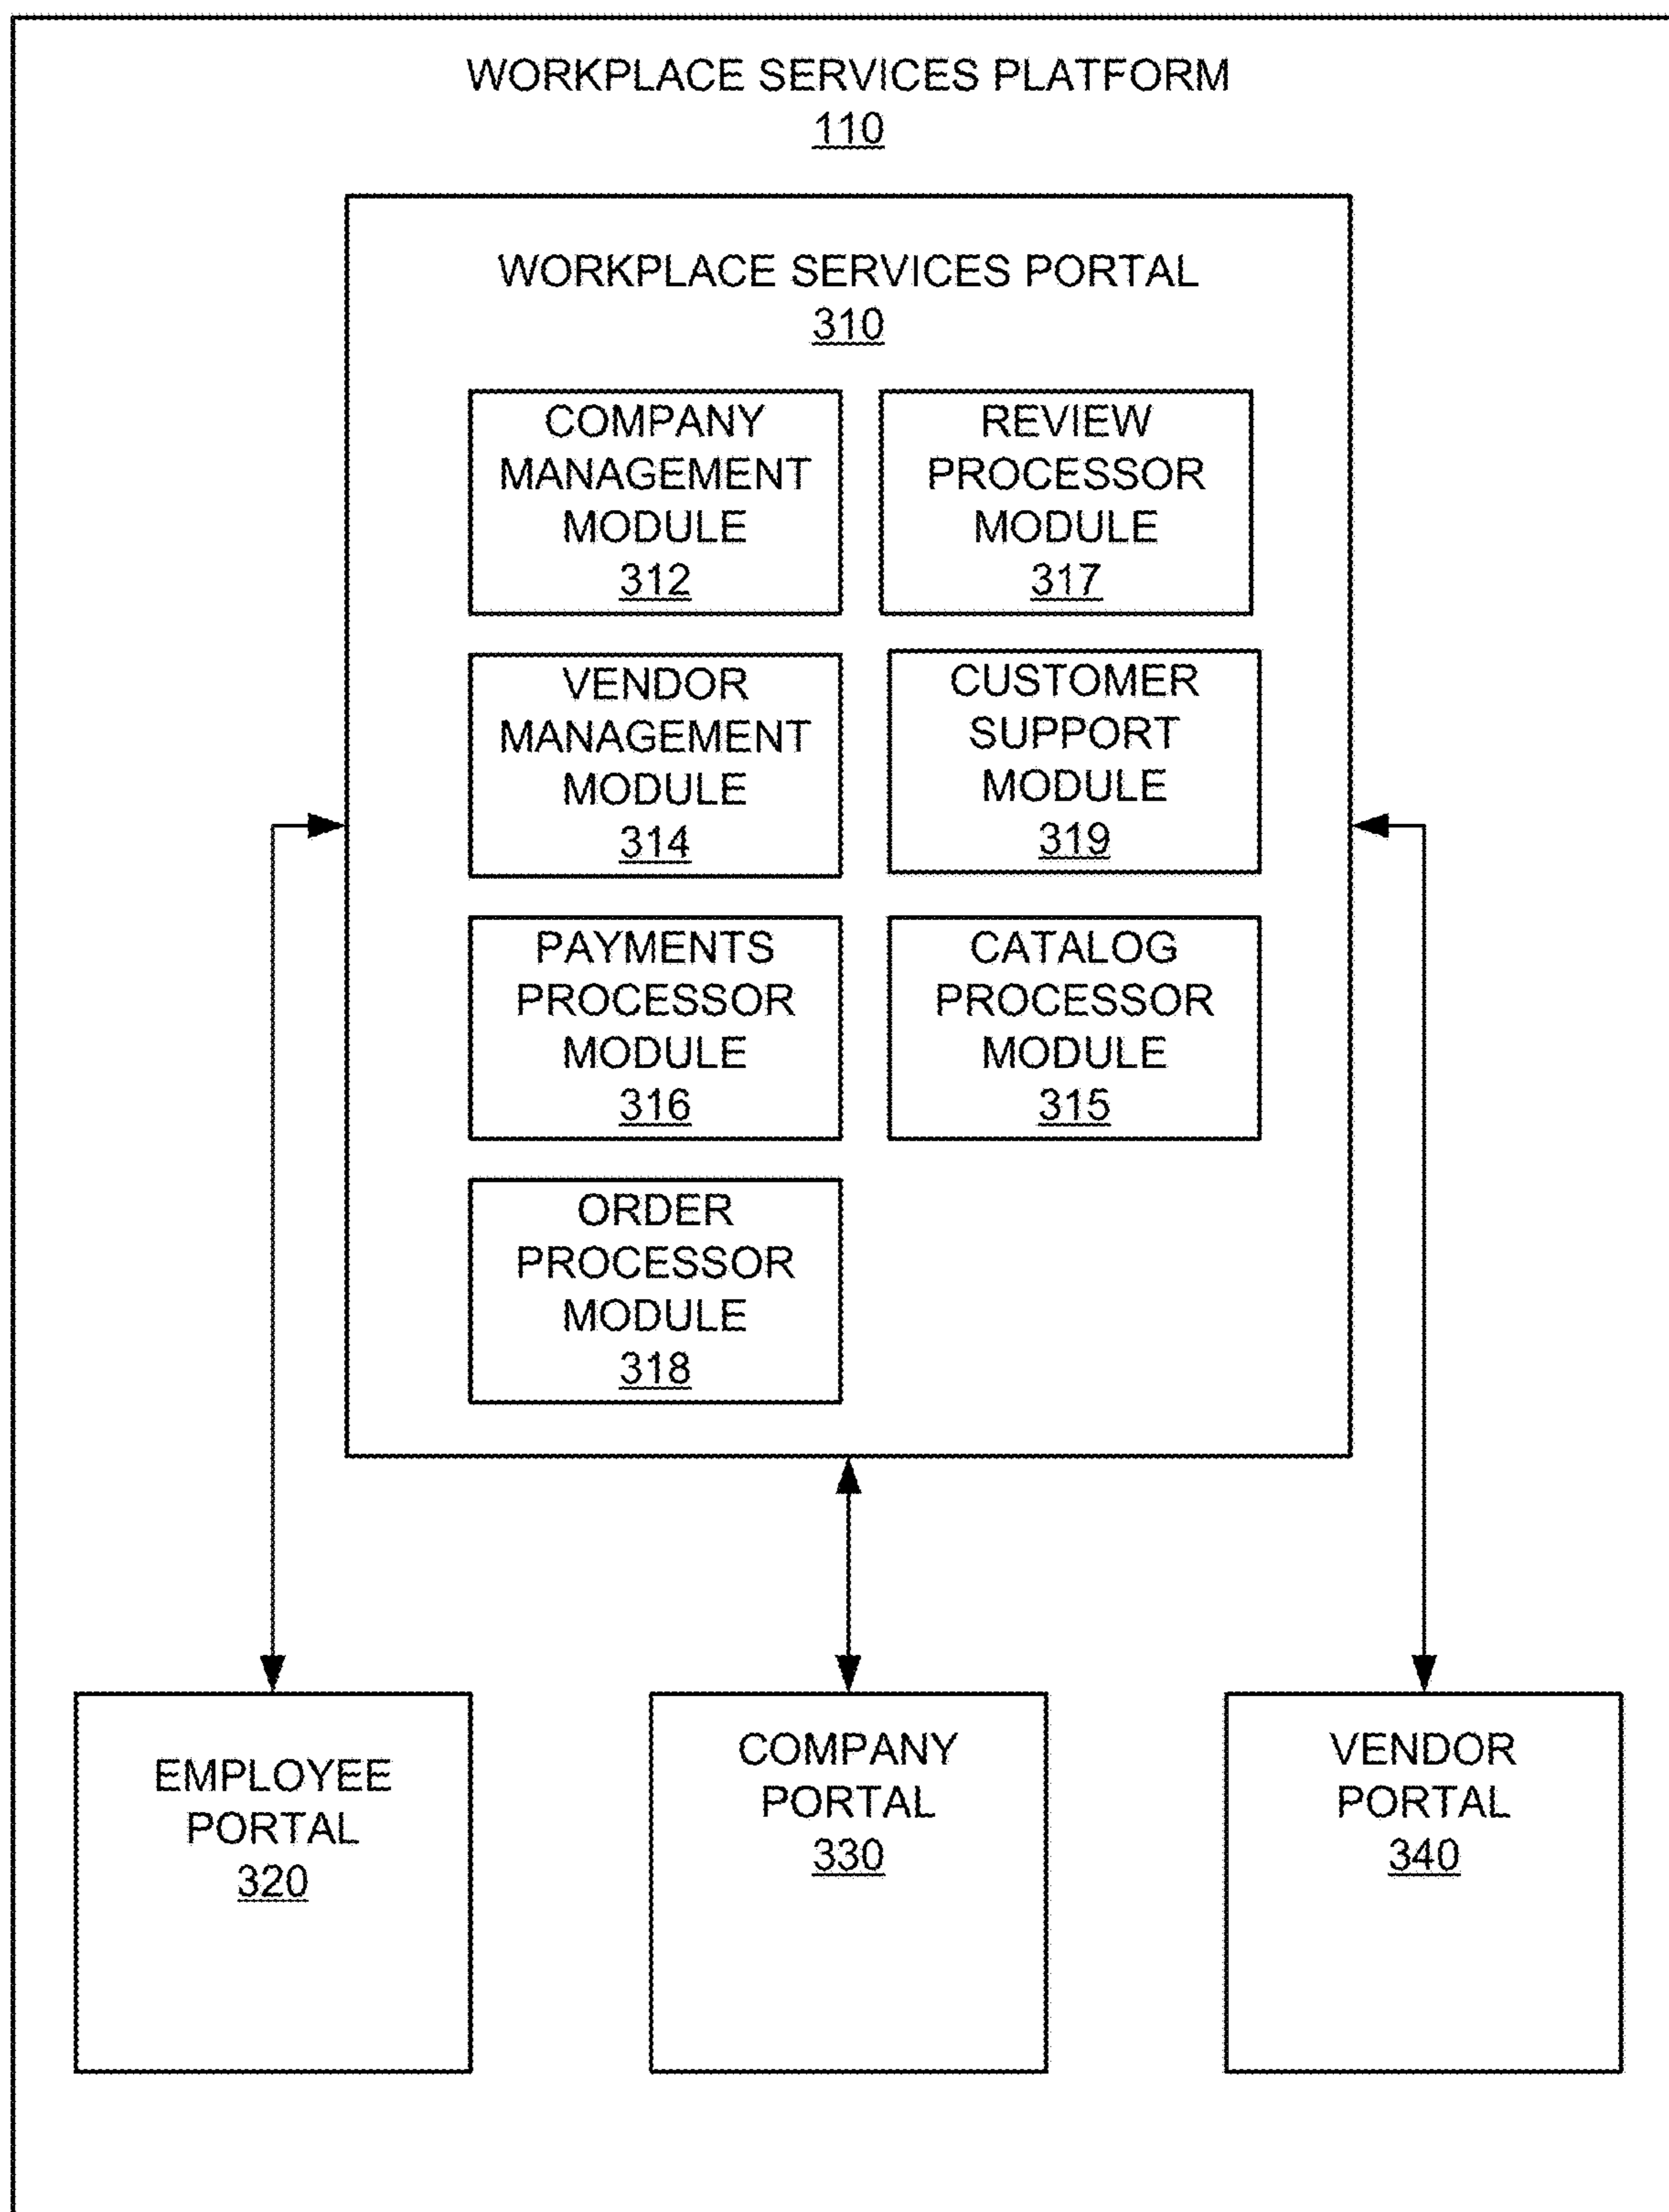 WORKPLACE SERVICES PLATFORM
110
WORKPLACE SERVICES PORTAL
310
COMPANY
MANAGEMENT
MODULE
312
REVIEW
PROCESSOR
MODULE
317
VENDOR
MANAGEMENT
MODULE
314
CUSTOMER
SUPPORT
MODULE
319
PAYMENTS
PROCESSOR
MODULE
316
CATALOG
PROCESSOR
MODULE
315
ORDER
PROCESSOR
MODULE
318
EMPLOYEE
PORTAL
320
COMPANY
PORTAL
330
VENDOR
PORTAL
340